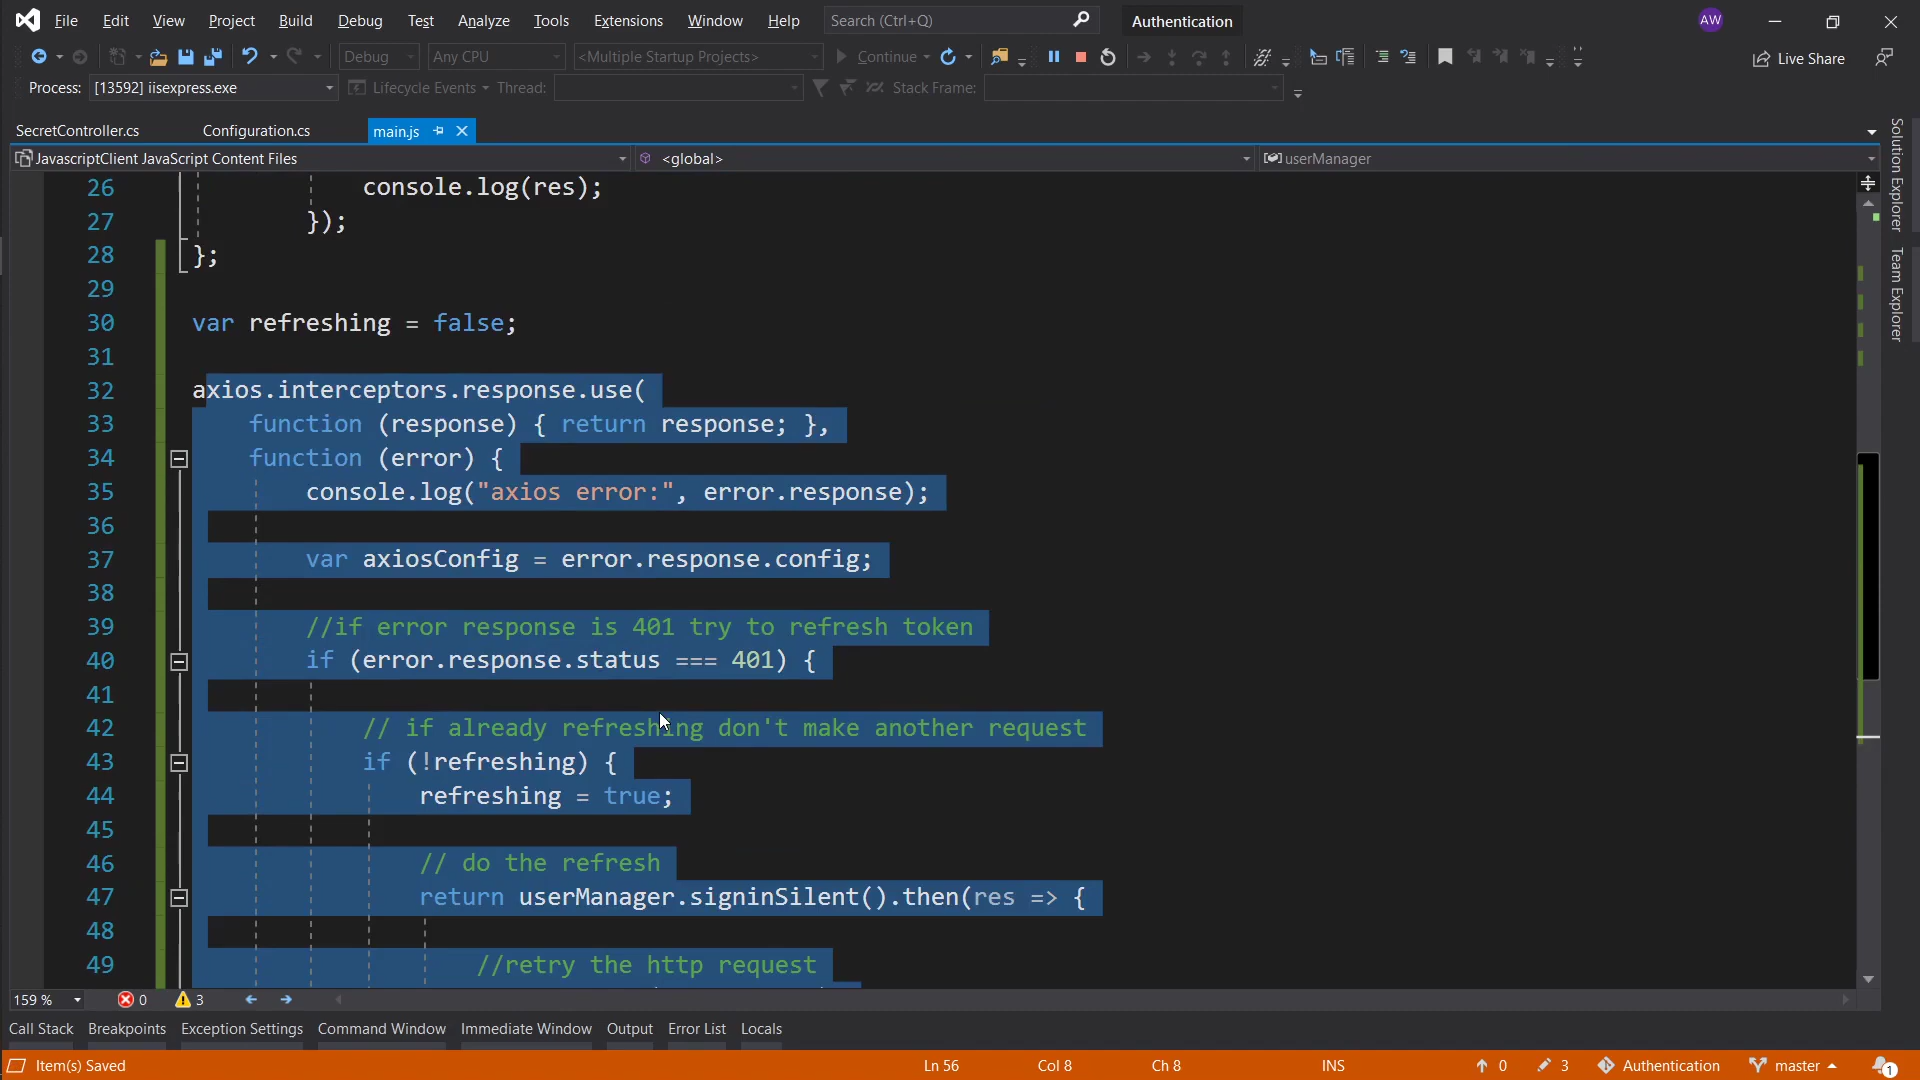 File Edit View Project Build Debug Test Analyze Tools Extensions Window Help Search (Ctrl+Q) Authentication AW
Debug Any CPU <Multiple Startup Projects> Continue Live Share
Process: [13592] iisexpress.exe Lifecycle Events Thread: Stack Frame:
SecretController.cs Configuration.cs main.js
JavascriptClient JavaScript Content Files <global> userManager
Solution Explorer
Team Explorer
26 console.log(res);
27 });
28 };
29
30 var refreshing = false;
31
32 axios.interceptors.response.use(
33 function (response) { return response; },
34 function (error) {
35 console.log("axios error:", error.response);
36
37 var axiosConfig = error.response.config;
38
39 //if error response is 401 try to refresh token
40 if (error.response.status === 401) {
41
42 // if already refreshing don't make another request
43 if (!refreshing) {
44 refreshing = true;
45
46 // do the refresh
47 return userManager.signinSilent().then(res => {
48
49 //retry the http request
159 % 0 3
Call Stack Breakpoints Exception Settings Command Window Immediate Window Output Error List Locals
Item(s) Saved Ln 56 Col 8 Ch 8 INS 0 3 Authentication master 1